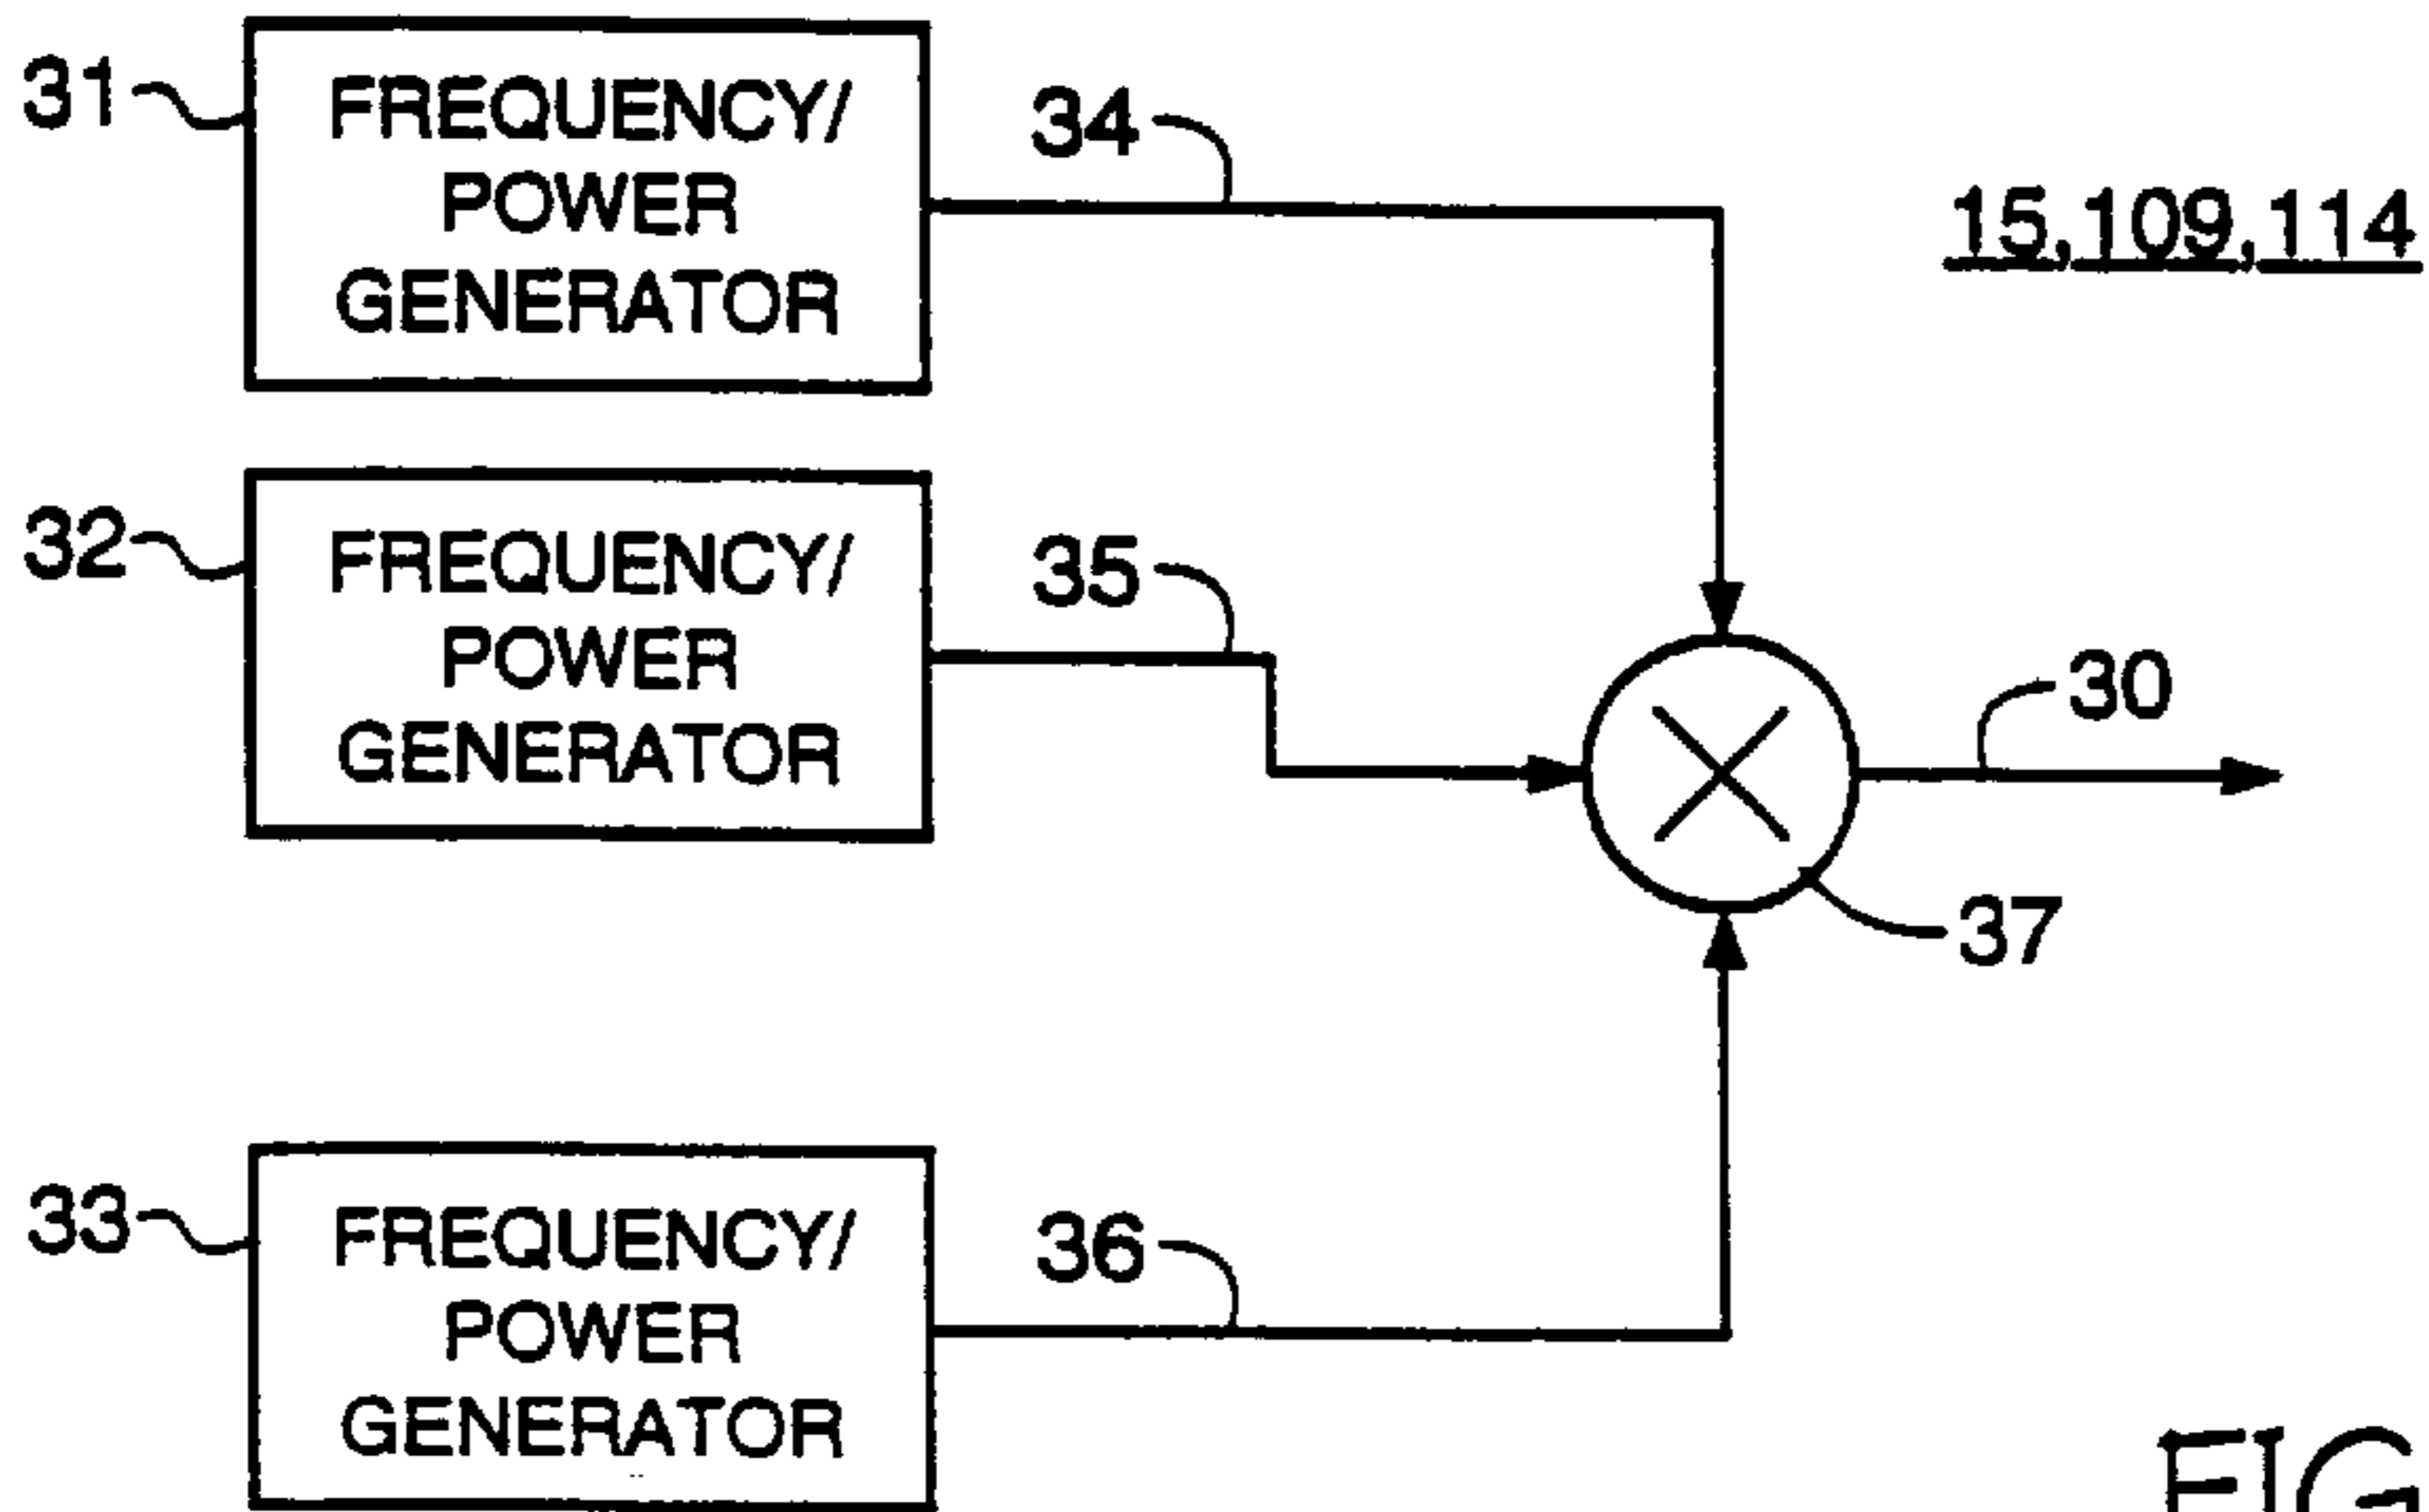 31
FREQUENCY/
POWER
GENERATOR
34
15,109,114
32
FREQUENCY/
POWER
GENERATOR
35
30
37
33
FREQUENCY/
POWER
GENERATOR
36
FIG